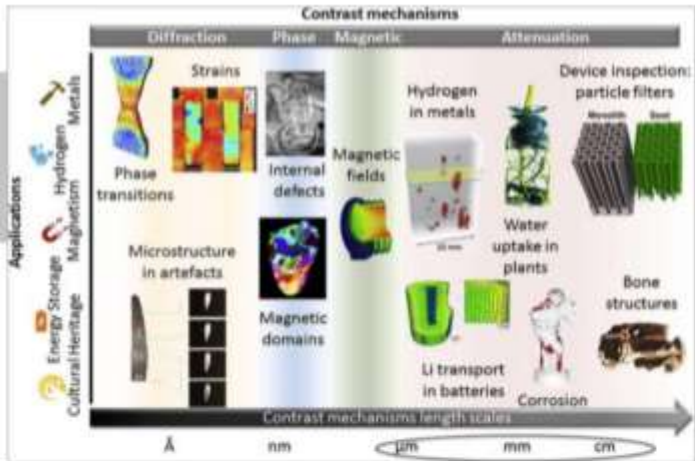 Contrast mechanisms
Diffraction
Phase
Magnetic
Attenuation
Applications
Metals
Hydrogen
Magnetism
Energy Storage
Cultural Heritage
Strains
Phase
transitions
Microstructure
in artefacts
Internal
defects
Magnetic
domains
Magnetic
fields
Hydrogen
in metals
Water
uptake in
plants
Device inspection:
particle filters
Monolith
Soot
Li transport
in batteries
Corrosion
Bone
structures
Contrast mechanisms length scales
Å
nm
µm
mm
cm